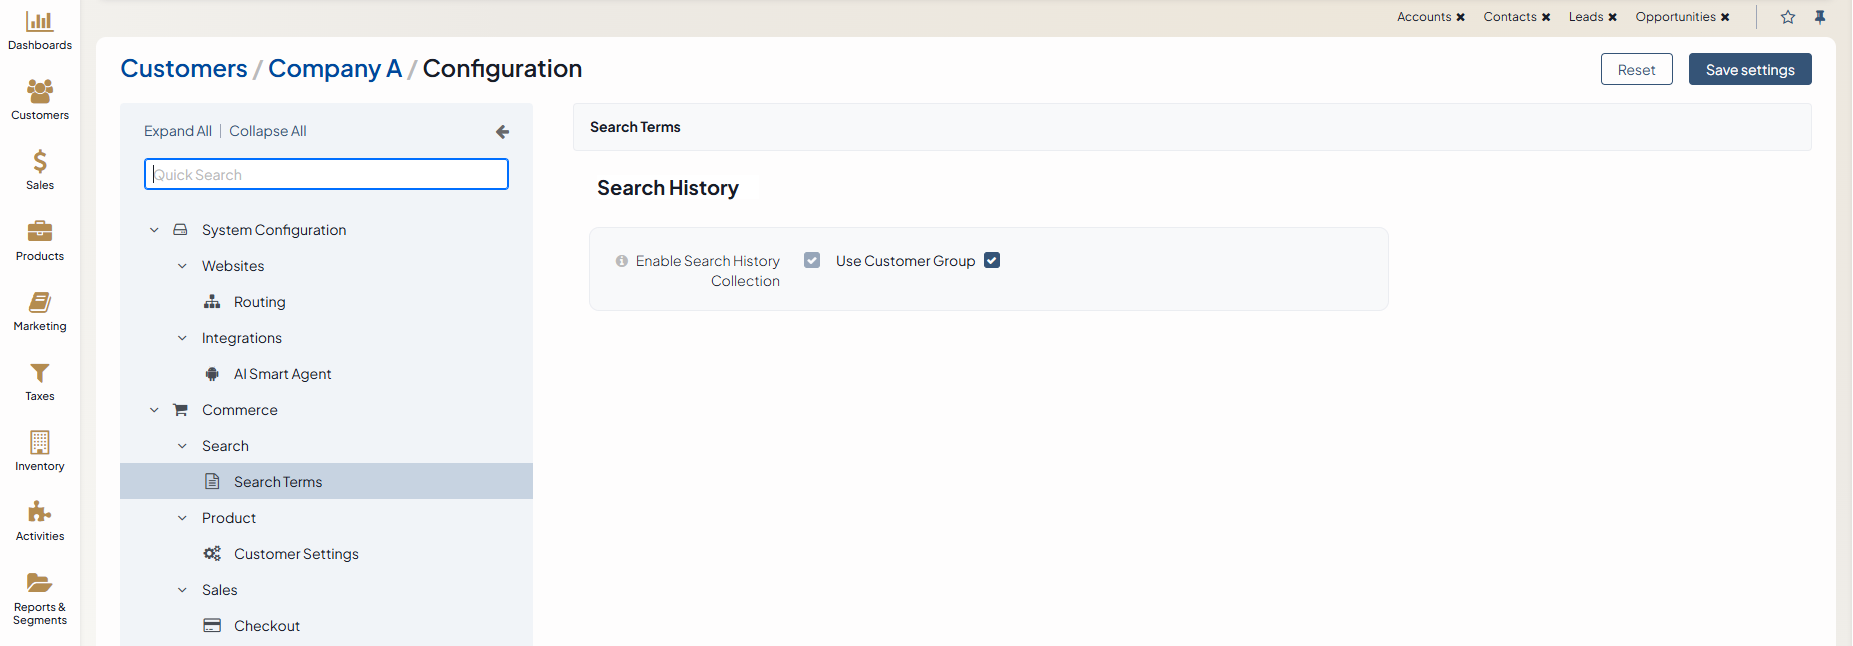 Accounts ✖ Contacts ✖ Leads ✖ Opportunities ✖
Dashboards
Customers
Sales
Products
Marketing
Taxes
Inventory
Activities
Reports &
Segments
Customers / Company A / Configuration
Reset
Save settings
Expand All | Collapse All
Quick Search
System Configuration
Websites
Routing
Integrations
AI Smart Agent
Commerce
Search
Search Terms
Product
Customer Settings
Sales
Checkout
Search Terms
Search History
Enable Search History
Collection
Use Customer Group